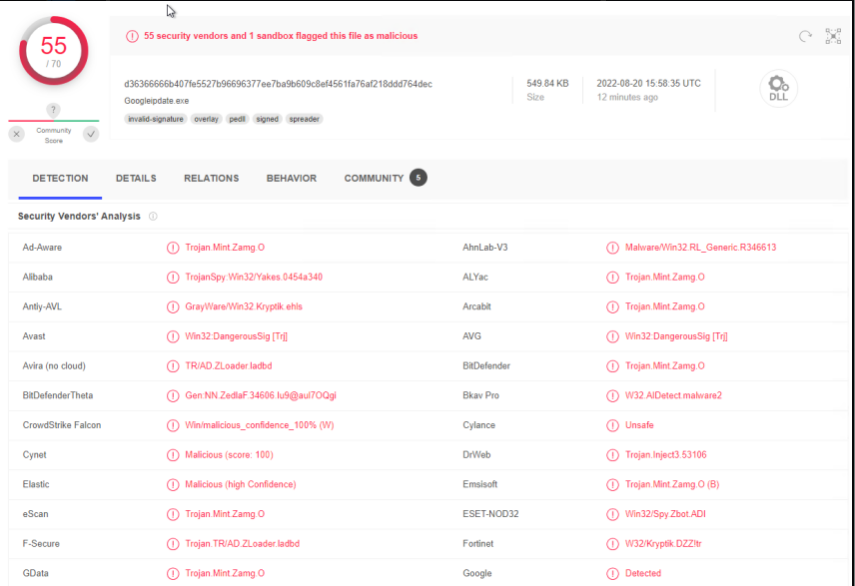 55
/ 70
55 security vendors and 1 sandbox flagged this file as malicious
d36366666b407fe5527b96696377ee7ba9b609c8ef4561fa76af218ddd764dec
Googleipdate.exe
invalid-signature overlay pedll signed spreader
549.84 KB
Size
2022-08-20 15:58:35 UTC
12 minutes ago
DLL
?
Community
Score
DETECTION DETAILS RELATIONS BEHAVIOR COMMUNITY 5
Security Vendors' Analysis
Ad-Aware Trojan.Mint.Zamg.O AhnLab-V3 Malware/Win32.RL_Generic.R346613
Alibaba TrojanSpy:Win32/Yakes.0454a340 ALYac Trojan.Mint.Zamg.O
Antiy-AVL GrayWare/Win32.Kryptik.ehls Arcabit Trojan.Mint.Zamg.O
Avast Win32:DangerousSig [Trj] AVG Win32:DangerousSig [Trj]
Avira (no cloud) TR/AD.ZLoader.ladbd BitDefender Trojan.Mint.Zamg.O
BitDefenderTheta Gen:NN.ZedlaF.34606.Iu9@aul7OQgi Bkav Pro W32.AIDetect.malware2
CrowdStrike Falcon Win/malicious_confidence_100% (W) Cylance Unsafe
Cynet Malicious (score: 100) DrWeb Trojan.Inject3.53106
Elastic Malicious (high Confidence) Emsisoft Trojan.Mint.Zamg.O (B)
eScan Trojan.Mint.Zamg.O ESET-NOD32 Win32/Spy.Zbot.ADI
F-Secure Trojan.TR/AD.ZLoader.ladbd Fortinet W32/Kryptik.DZZ!tr
GData Trojan.Mint.Zamg.O Google Detected